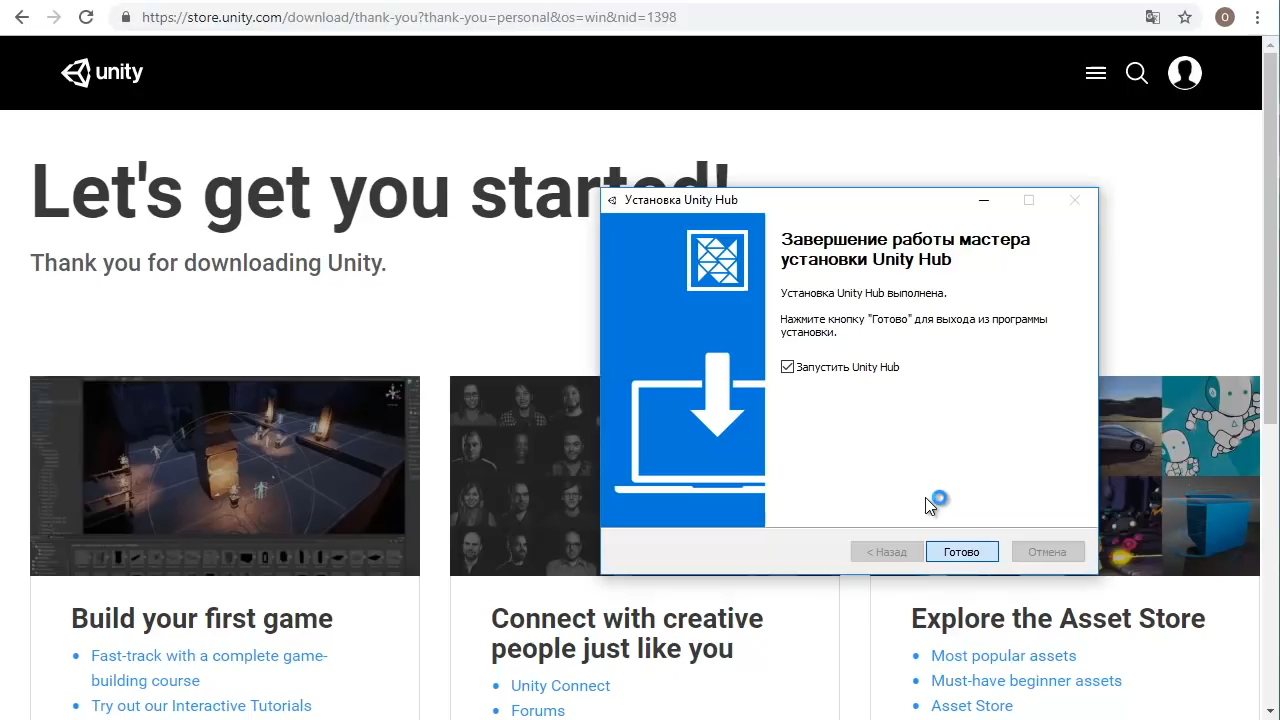 https://store.unity.com/download/thank-you?thank-you=personal&os=win&nid=1398
O
unity
Let's get you started!
Thank you for downloading Unity.
Установка Unity Hub
Завершение работы мастера
установки Unity Hub
Установка Unity Hub выполнена.
Нажмите кнопку "Готово" для выхода из программы
установки.
Запустить Unity Hub
< Назад
Готово
Отмена
Build your first game
Fast-track with a complete game-
building course
Try out our Interactive Tutorials
Connect with creative
people just like you
Unity Connect
Forums
Explore the Asset Store
Most popular assets
Must-have beginner assets
Asset Store